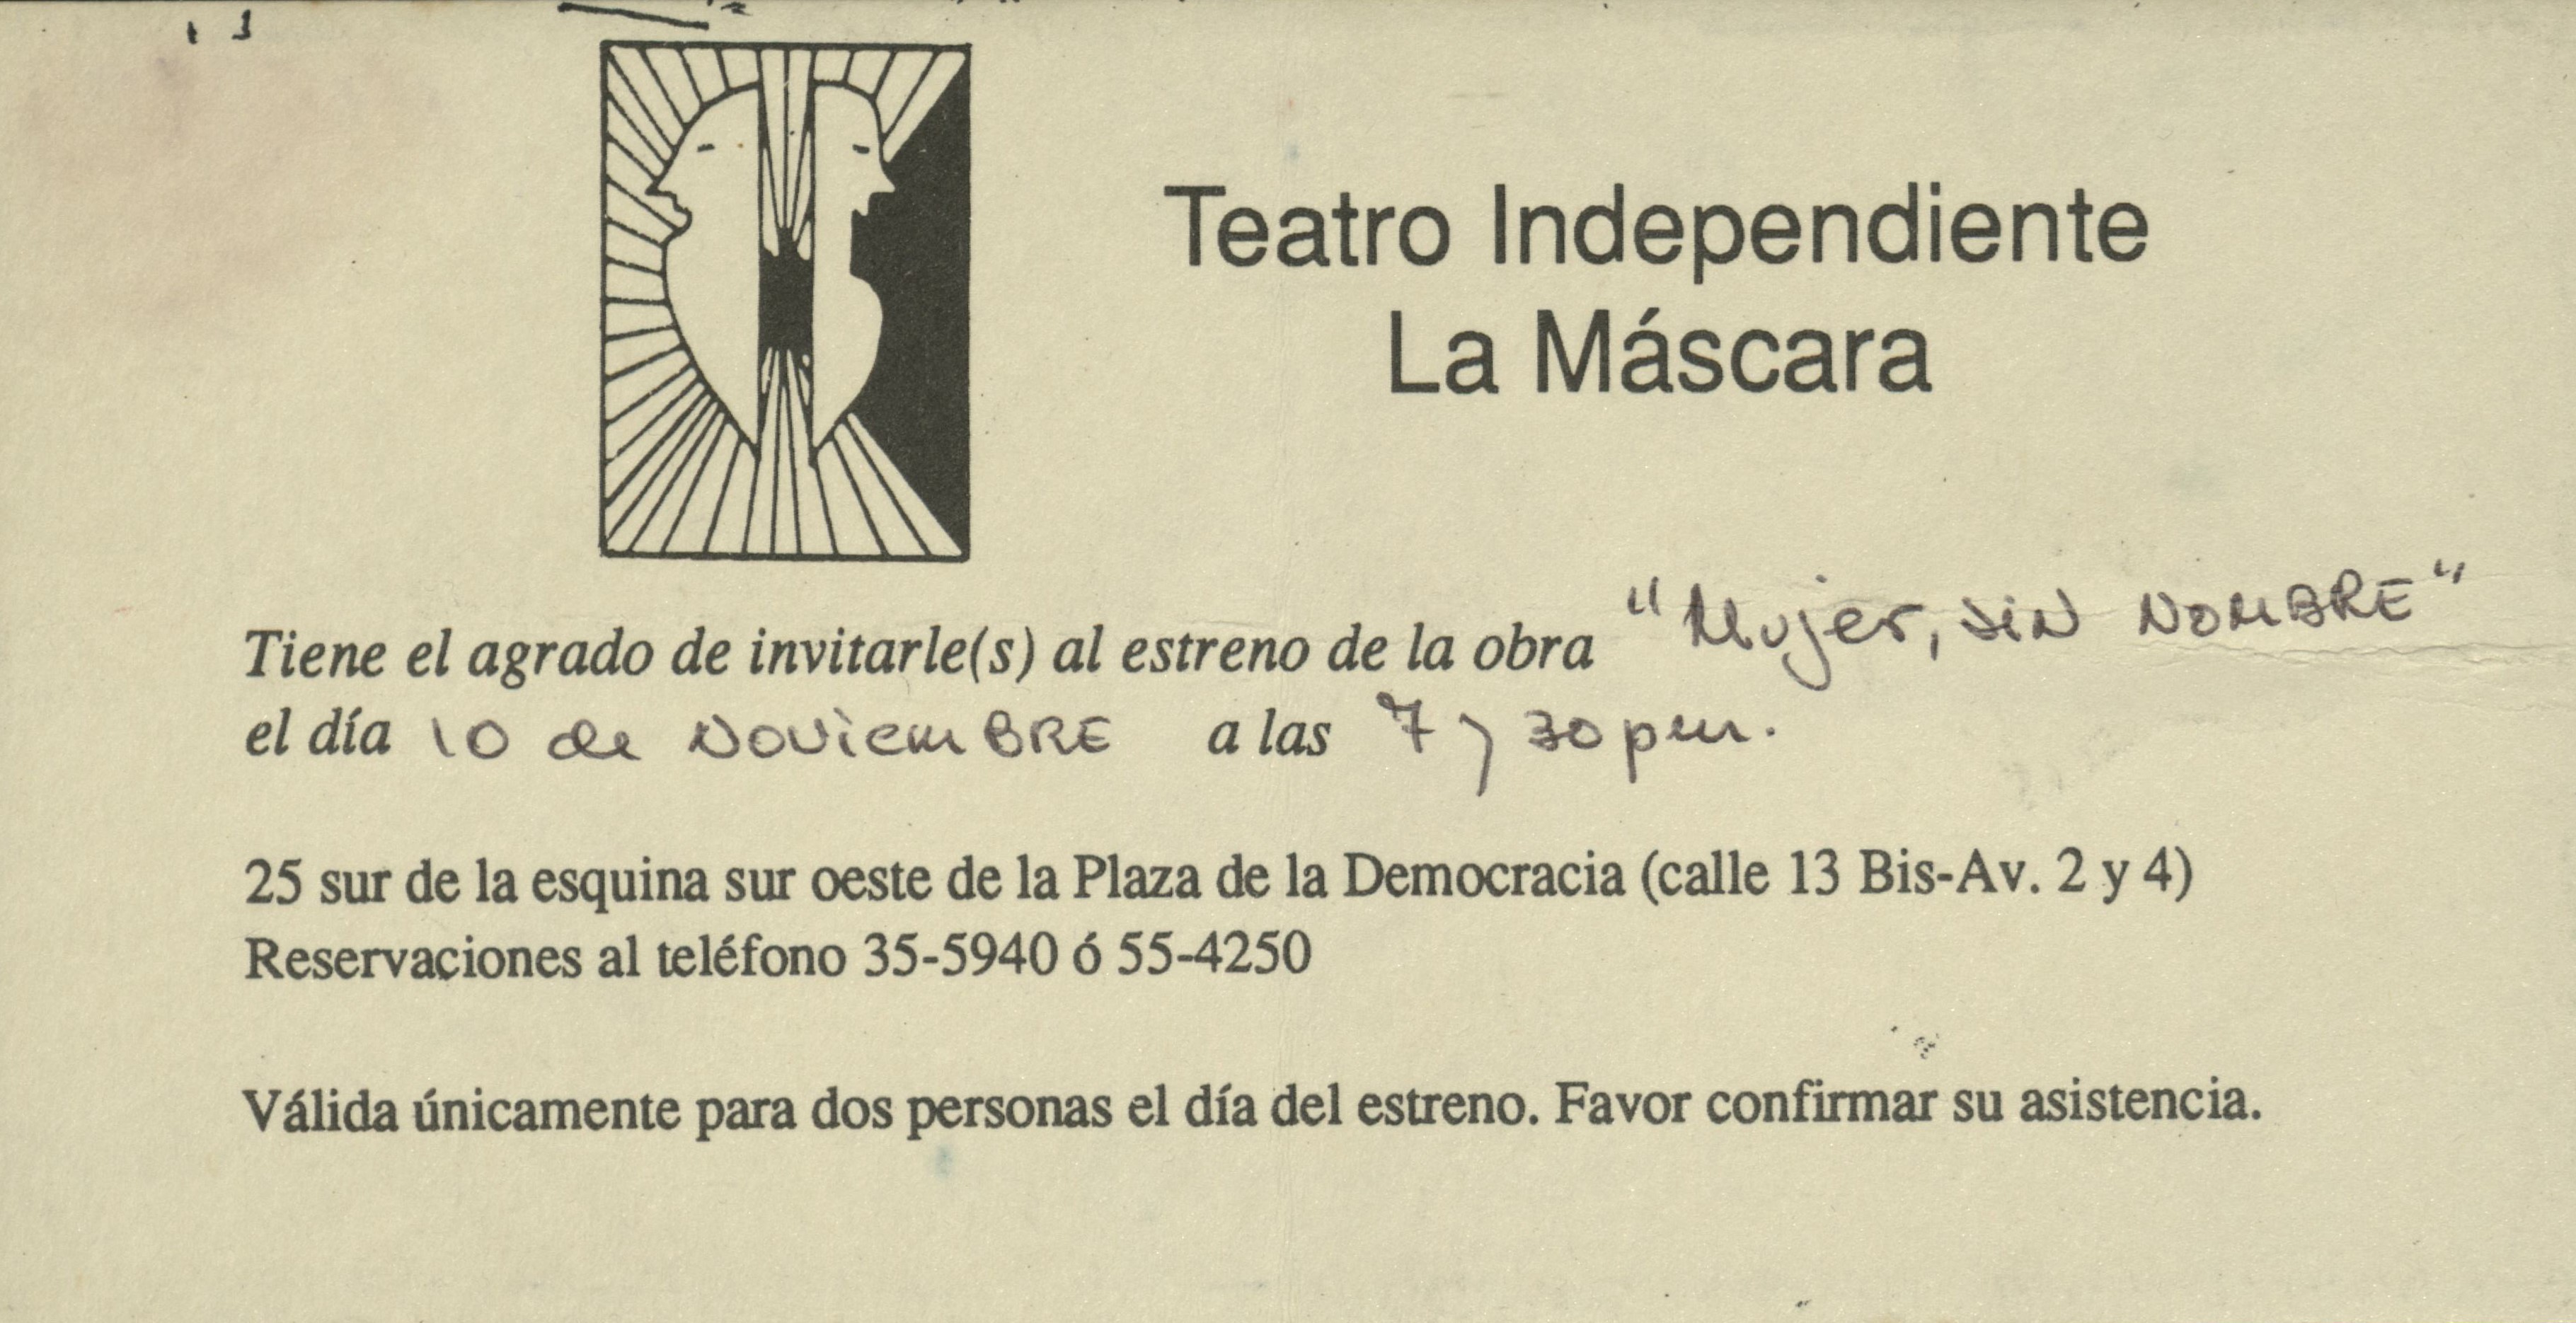 Teatro Independiente
La Máscara
Tiene el agrado de invitarle(s) al estreno de la obra "Mujer, sin NOMBRE"
el día 10 de NoviemBRE a las 7 y 30 pm.
25 sur de la esquina sur oeste de la Plaza de la Democracia (calle 13 Bis-Av. 2 y 4)
Reservaciones al teléfono 35-5940 ó 55-4250
Válida únicamente para dos personas el día del estreno. Favor confirmar su asistencia.